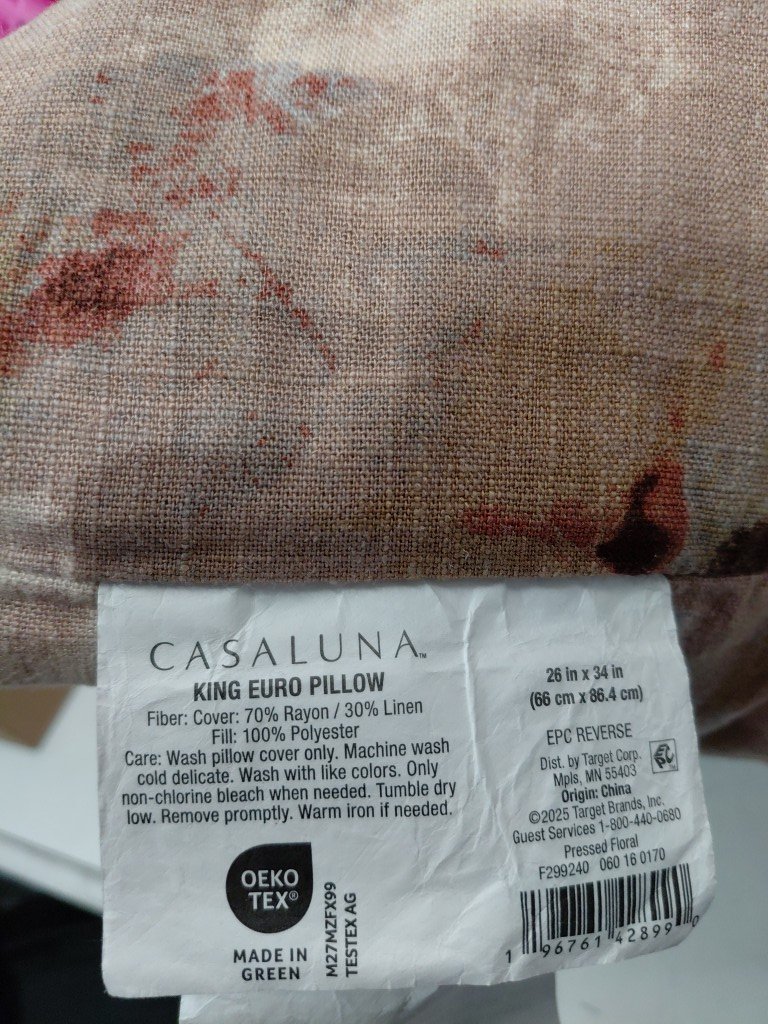 CASALUNA™
KING EURO PILLOW
Fiber: Cover: 70% Rayon / 30% Linen
Fill: 100% Polyester
Care: Wash pillow cover only. Machine wash
cold delicate. Wash with like colors. Only
non-chlorine bleach when needed. Tumble dry
low. Remove promptly. Warm iron if needed.
OEKO
TEX®
MADE IN
GREEN
M27MZFX99
TESTEX AG
26 in x 34 in
(66 cm x 86.4 cm)
EPC REVERSE
Dist. by Target Corp.
Mpls, MN 55403
Origin: China
©2025 Target Brands, Inc.
Guest Services 1-800-440-0680
Pressed Floral
F299240 060 16 0170
1 96761 42899 0